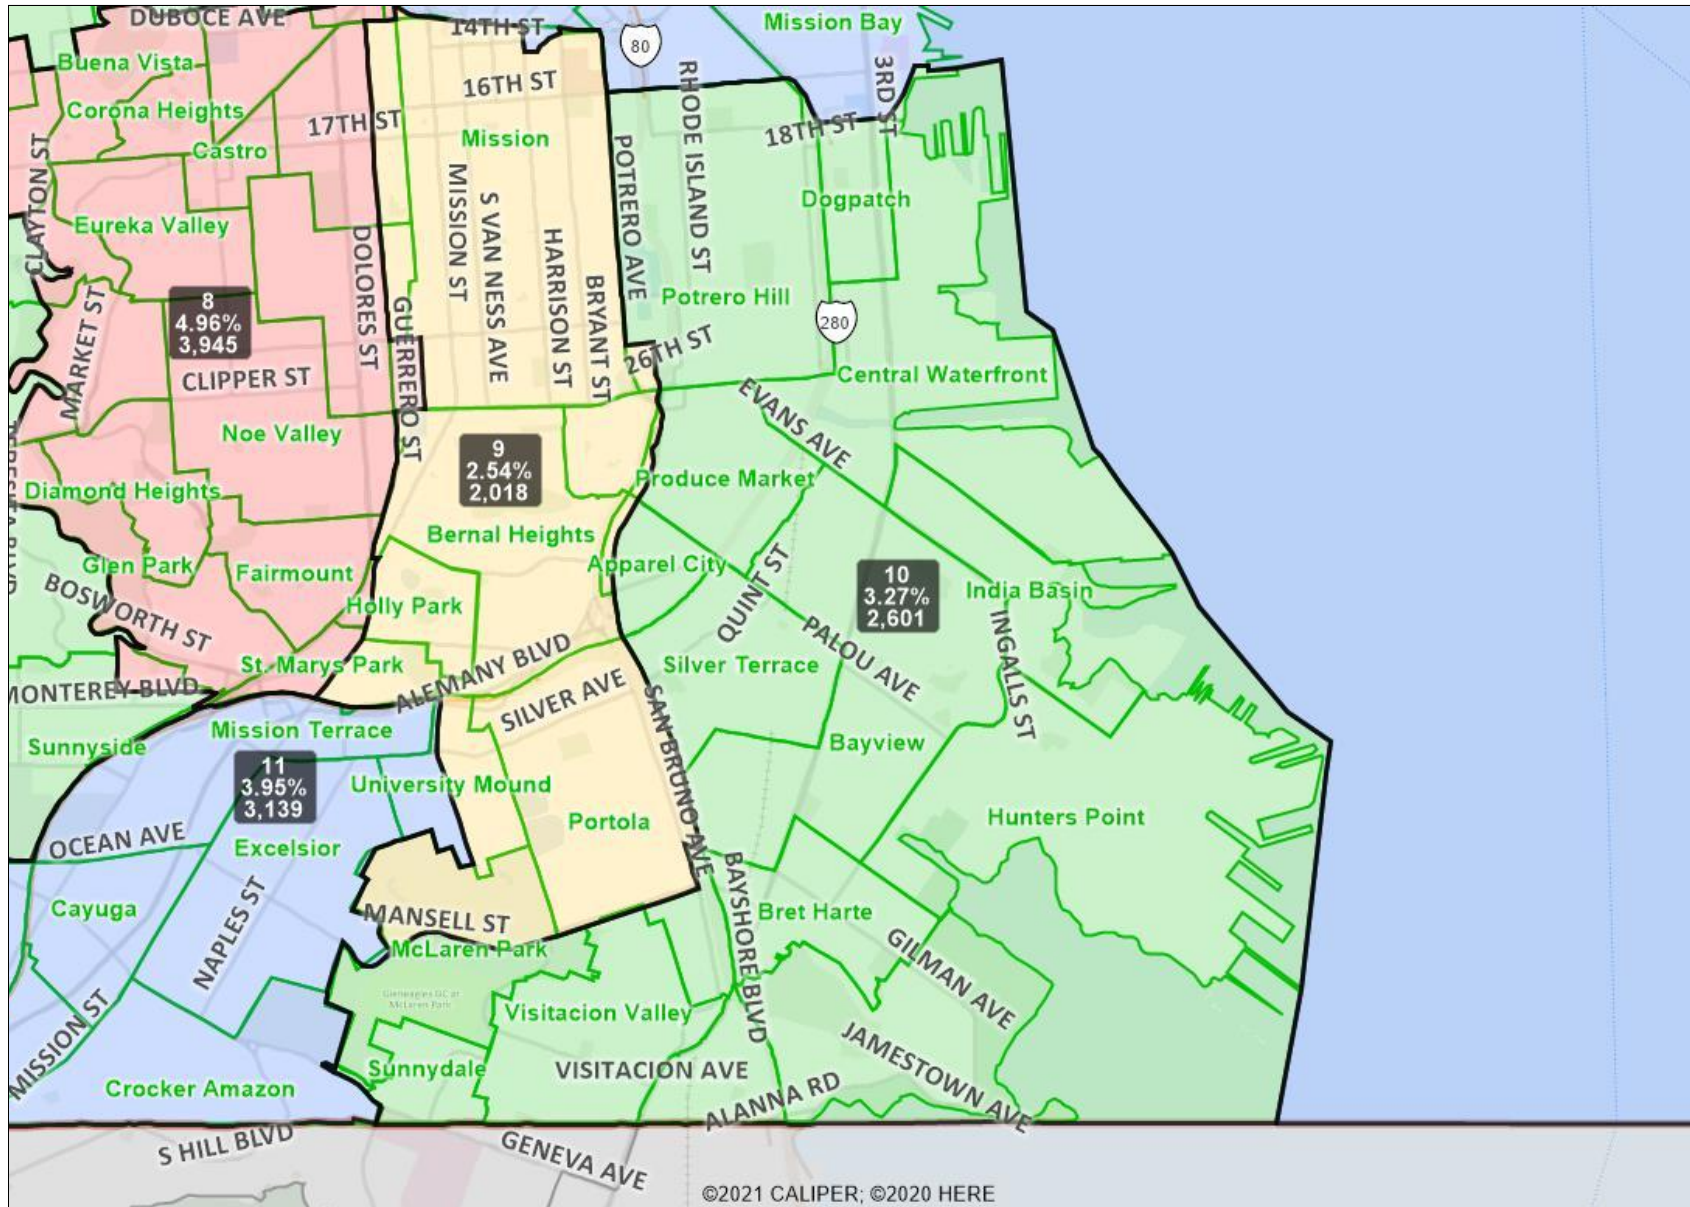 DUBOCE AVE
14TH ST
Mission Bay
80
Buena Vista
3RD ST
RHODE ISLAND ST
16TH ST
Corona Heights
17TH ST
Mission
18TH ST
Castro
CLAYTON ST
POTRERO AVE
MISSION ST
S VAN NESS AVE
Dogpatch
Eureka Valley
DOLORES ST
HARRISON ST
BRYANT ST
Potrero Hill
GUERRERO ST
MARKET ST
8
4.96%
3,945
280
26TH ST
CLIPPER ST
Central Waterfront
EVANS AVE
Noe Valley
9
2.54%
2,018
Produce Market
Diamond Heights
Bernal Heights
Glen Park
Fairmount
Apparel City
QUINT ST
10
3.27%
2,601
India Basin
BOSWORTH ST
Holly Park
INGALLS ST
PALOU AVE
St. Marys Park
ALEMANY BLVD
Silver Terrace
MONTEREY BLVD
SILVER AVE
SAN BRUNO AVE
Mission Terrace
Sunnyside
Bayview
11
3.95%
3,139
University Mound
Hunters Point
Portola
OCEAN AVE
Excelsior
BAYSHORE BLVD
Cayuga
NAPLES ST
MANSELL ST
Bret Harte
McLaren Park
GILMAN AVE
Gleneagles GC at
McLaren Park
Visitacion Valley
MISSION ST
JAMESTOWN AVE
Sunnydale
VISITACION AVE
Crocker Amazon
ALANNA RD
S HILL BLVD
GENEVA AVE
©2021 CALIPER; ©2020 HERE